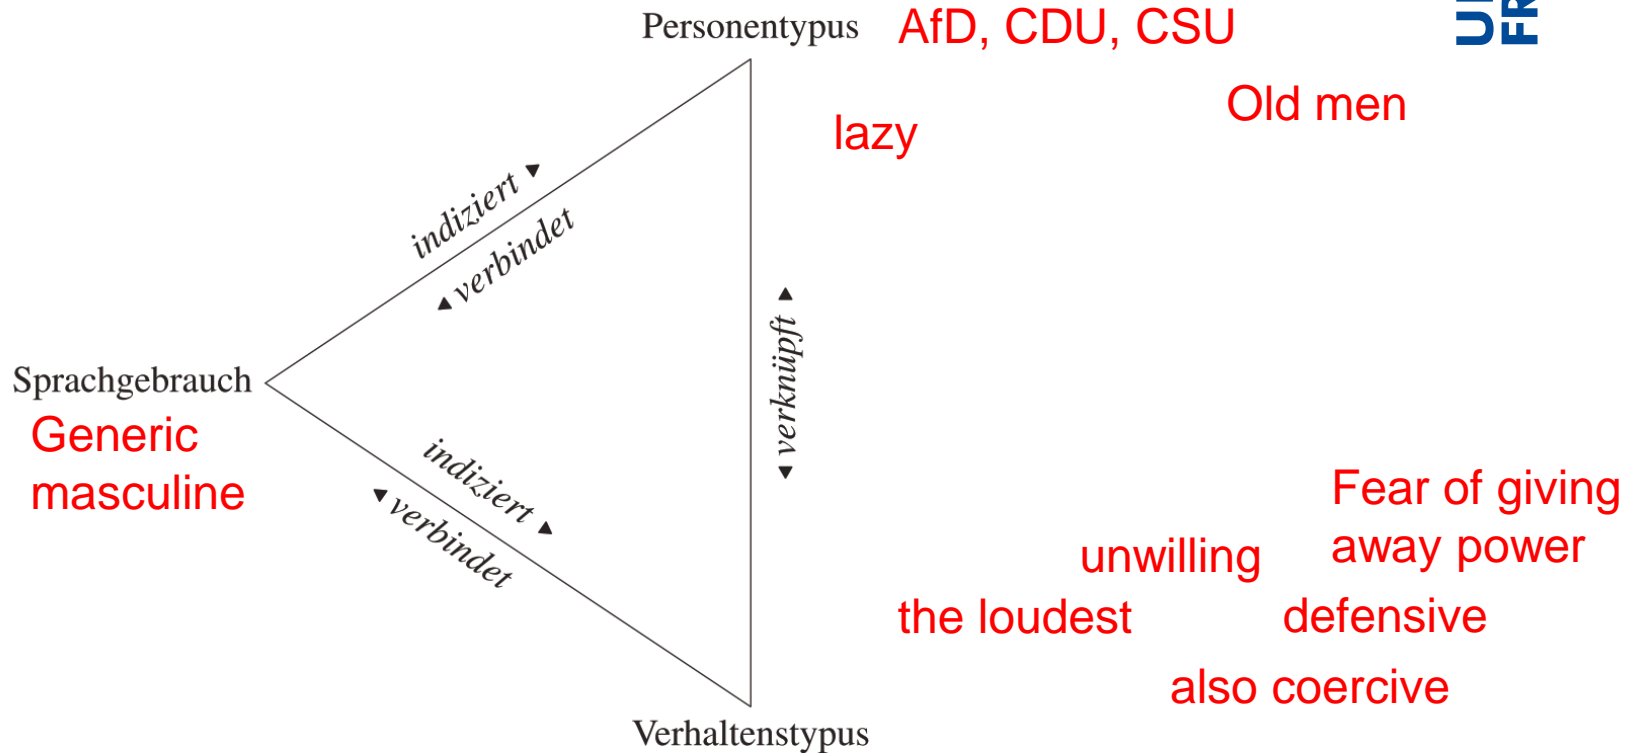 Personentypus
AfD, CDU, CSU
Old men
lazy
indiziert
verbindet
verknüpft
Sprachgebrauch
Generic
masculine
indiziert
verbindet
Fear of giving
away power
unwilling
the loudest
defensive
also coercive
Verhaltenstypus